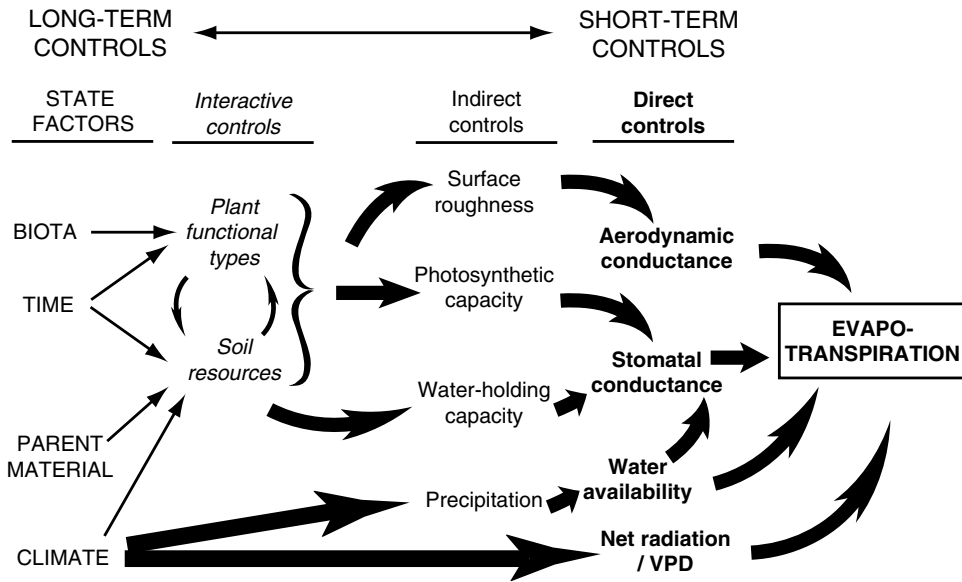 LONG-TERM
CONTROLS
SHORT-TERM
CONTROLS
STATE
FACTORS
Interactive
controls
Indirect
controls
Direct
controls
BIOTA
TIME
PARENT
MATERIAL
CLIMATE
Plant
functional
types
Soil
resources
Surface
roughness
Photosynthetic
capacity
Water-holding
capacity
Precipitation
Aerodynamic
conductance
Stomatal
conductance
Water
availability
Net radiation
/ VPD
EVAPO-
TRANSPIRATION